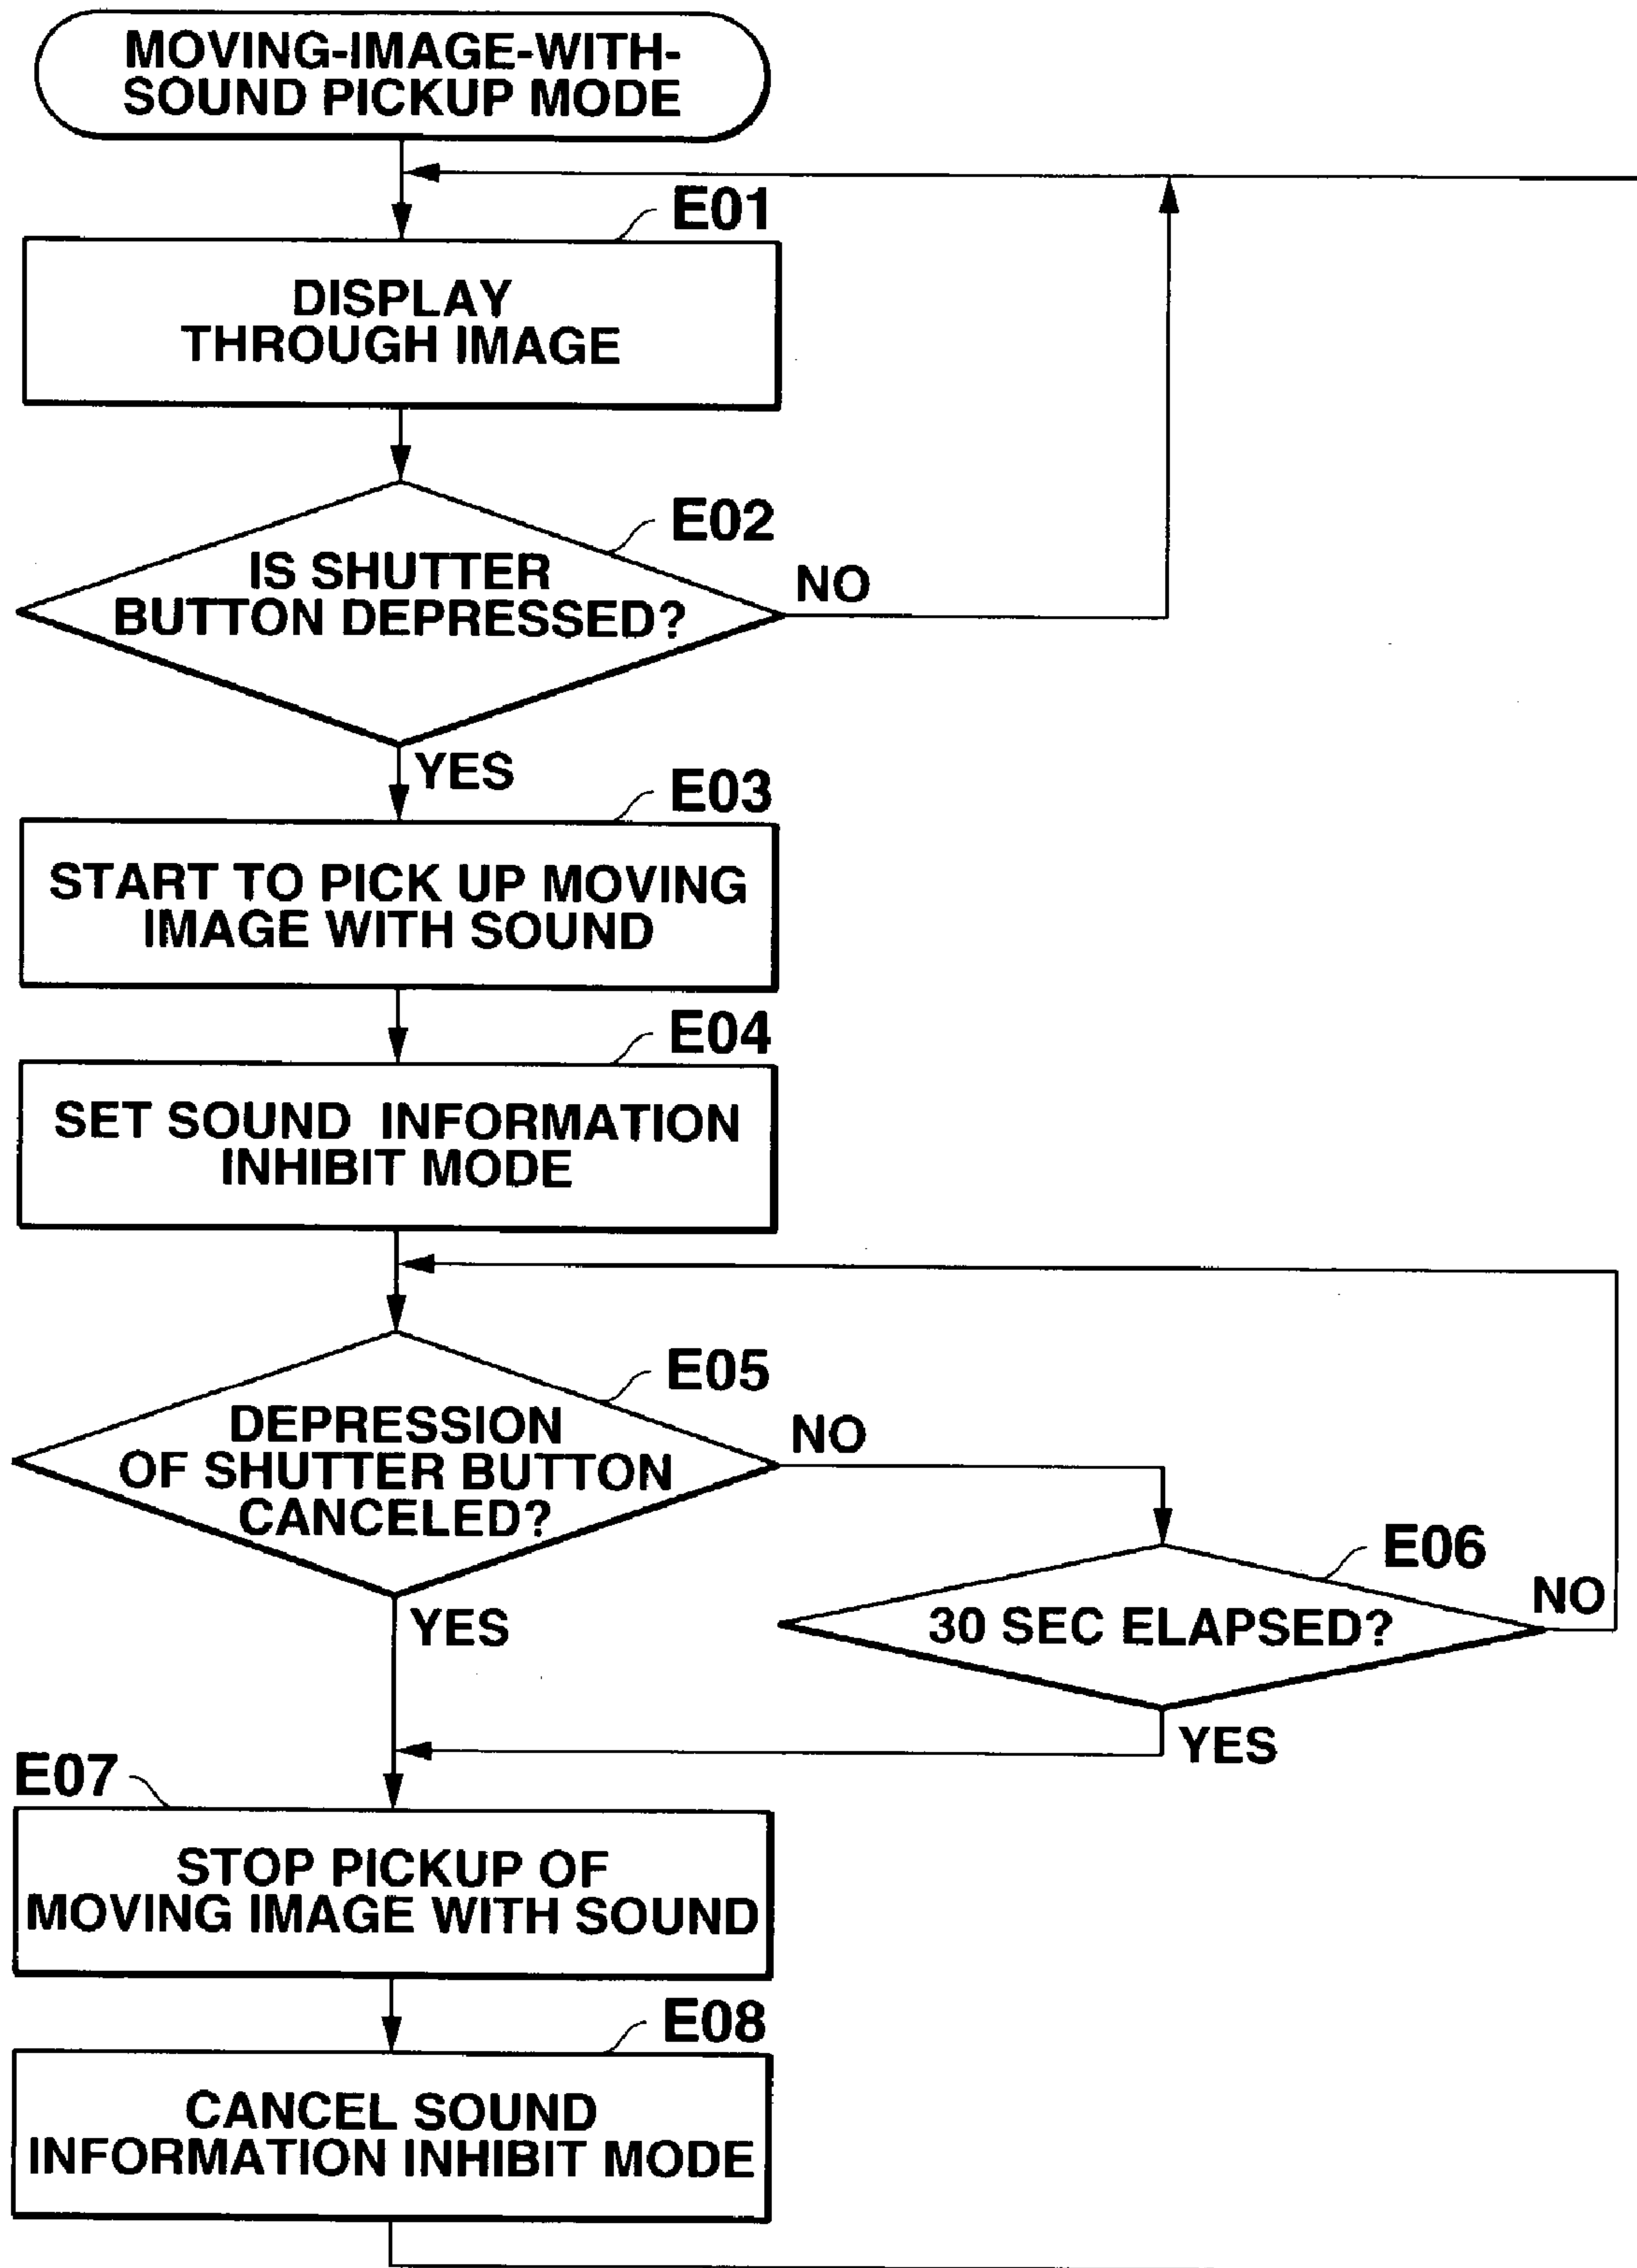 MOVING-IMAGE-WITH-
SOUND PICKUP MODE
E01
DISPLAY
THROUGH IMAGE
E02
IS SHUTTER
BUTTON DEPRESSED?
NO
YES
E03
START TO PICK UP MOVING
IMAGE WITH SOUND
E04
SET SOUND INFORMATION
INHIBIT MODE
E05
DEPRESSION
OF SHUTTER BUTTON
CANCELED?
NO
YES
E06
30 SEC ELAPSED?
NO
YES
E07
STOP PICKUP OF
MOVING IMAGE WITH SOUND
E08
CANCEL SOUND
INFORMATION INHIBIT MODE